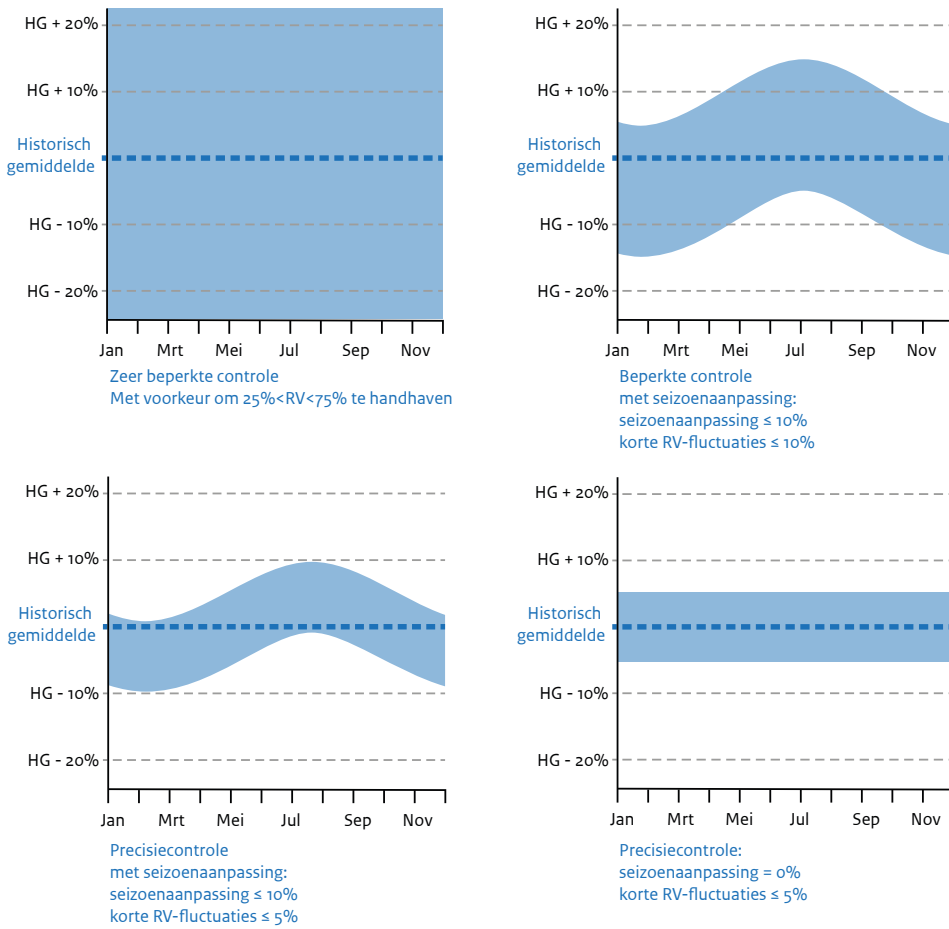 HG + 20%
HG + 10%
Historisch
gemiddelde
HG - 10%
HG - 20%
Jan Mrt Mei Jul Sep Nov
Zeer beperkte controle
Met voorkeur om 25%<RV<75% te handhaven
HG + 20%
HG + 10%
Historisch
gemiddelde
HG - 10%
HG - 20%
Jan Mrt Mei Jul Sep Nov
Beperkte controle
met seizoenaanpassing:
seizoenaanpassing ≤ 10%
korte RV-fluctuaties ≤ 10%
HG + 20%
HG + 10%
Historisch
gemiddelde
HG - 10%
HG - 20%
Jan Mrt Mei Jul Sep Nov
Precisiecontrole
met seizoenaanpassing:
seizoenaanpassing ≤ 10%
korte RV-fluctuaties ≤ 5%
HG + 20%
HG + 10%
Historisch
gemiddelde
HG - 10%
HG - 20%
Jan Mrt Mei Jul Sep Nov
Precisiecontrole:
seizoenaanpassing = 0%
korte RV-fluctuaties ≤ 5%